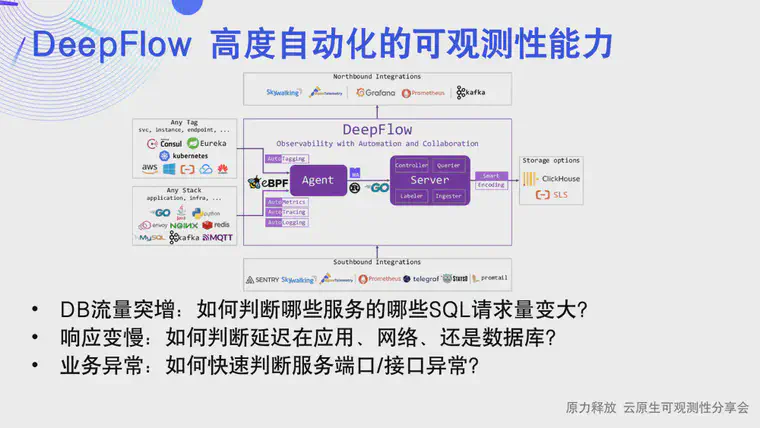 DeepFlow 高度自动化的可观测性能力
Northbound Integrations
Skywalking
OpenTelemetry
Grafana
Prometheus
kafka
Any Tag
svc, instance, endpoint, ...
Consul
Eureka
kubernetes
aws
Any Stack
application, infra, ...
GO
python
envoy
NGINX
redis
MySQL
kafka
MQTT
DeepFlow
Observability with Automation and Collaboration
AutoTagging
eBPF
Agent
AutoMetrics
AutoTracing
AutoLogging
GO
Controller
Querier
Server
Labeler
Ingester
Smart
Encoding
Storage options
ClickHouse
SLS
Southbound Integrations
SENTRY
Skywalking
OpenTelemetry
Prometheus
telegraf
STATSD
promtail
• DB流量突增：如何判断哪些服务的哪些SQL请求量变大?
• 响应变慢：如何判断延迟在应用、网络、还是数据库?
• 业务异常：如何快速判断服务端口/接口异常?
原力释放 云原生可观测性分享会